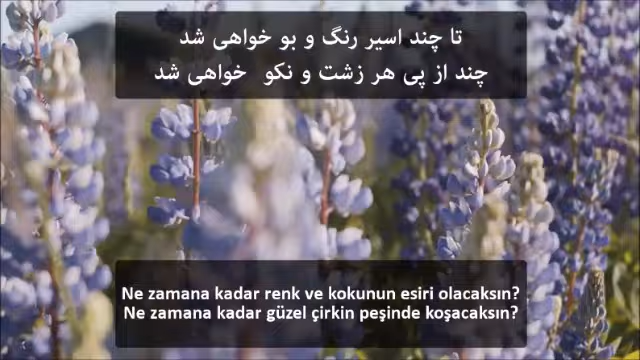 تا چند اسیر رنگ و بو خواهی شد
چند از پی هر زشت و نکو خواهی شد
Ne zamana kadar renk ve kokunun esiri olacaksın?
Ne zamana kadar güzel çirkin peşinde koşacaksın?